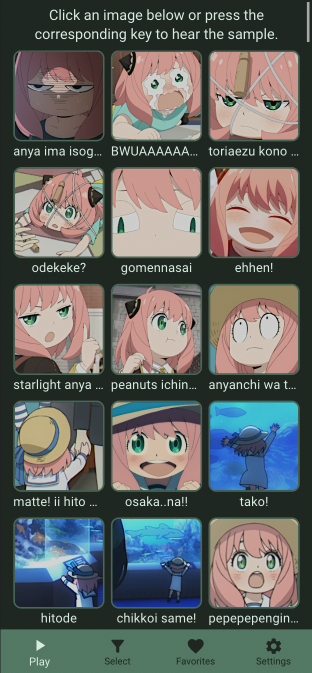 Click an image below or press the
corresponding key to hear the sample.
anya ima isog...
BWUAAAAAA...
toriaezu kono ...
odekeke?
gomennasai
ehhen!
starlight anya ...
peanuts ichin...
anyanchi wa t...
matte! ii hito ...
osaka..na!!
tako!
hitode
chikkoi same!
pepepepengin...
Play
Select
Favorites
Settings